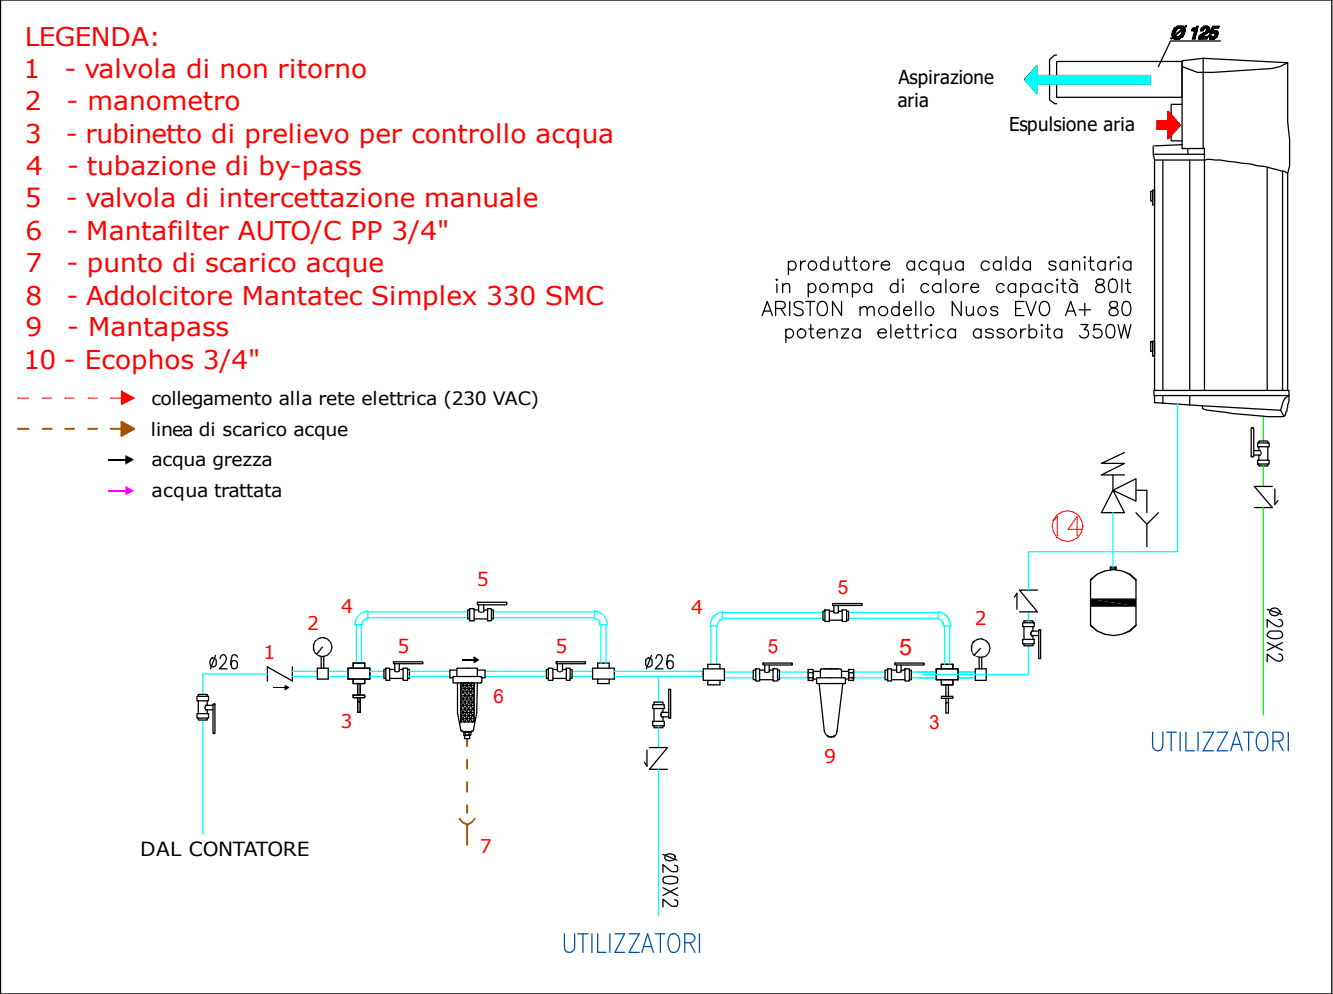 LEGENDA:
1 - valvola di non ritorno
2 - manometro
3 - rubinetto di prelievo per controllo acqua
4 - tubazione di by-pass
5 - valvola di intercettazione manuale
6 - Mantafilter AUTO/C PP 3/4"
7 - punto di scarico acque
8 - Addolcitore Mantatec Simplex 330 SMC
9 - Mantapass
10 - Ecophos 3/4"
collegamento alla rete elettrica (230 VAC)
linea di scarico acque
acqua grezza
acqua trattata
Ø 125
Aspirazione
aria
Espulsione aria
produttore acqua calda sanitaria
in pompa di calore capacità 80lt
ARISTON modello Nuos EVO A+ 80
potenza elettrica assorbita 350W
14
5
5
4
4
2
2
1
ø26
5
5
ø26
5
5
6
3
3
9
7
ø20X2
UTILIZZATORI
DAL CONTATORE
ø20X2
UTILIZZATORI